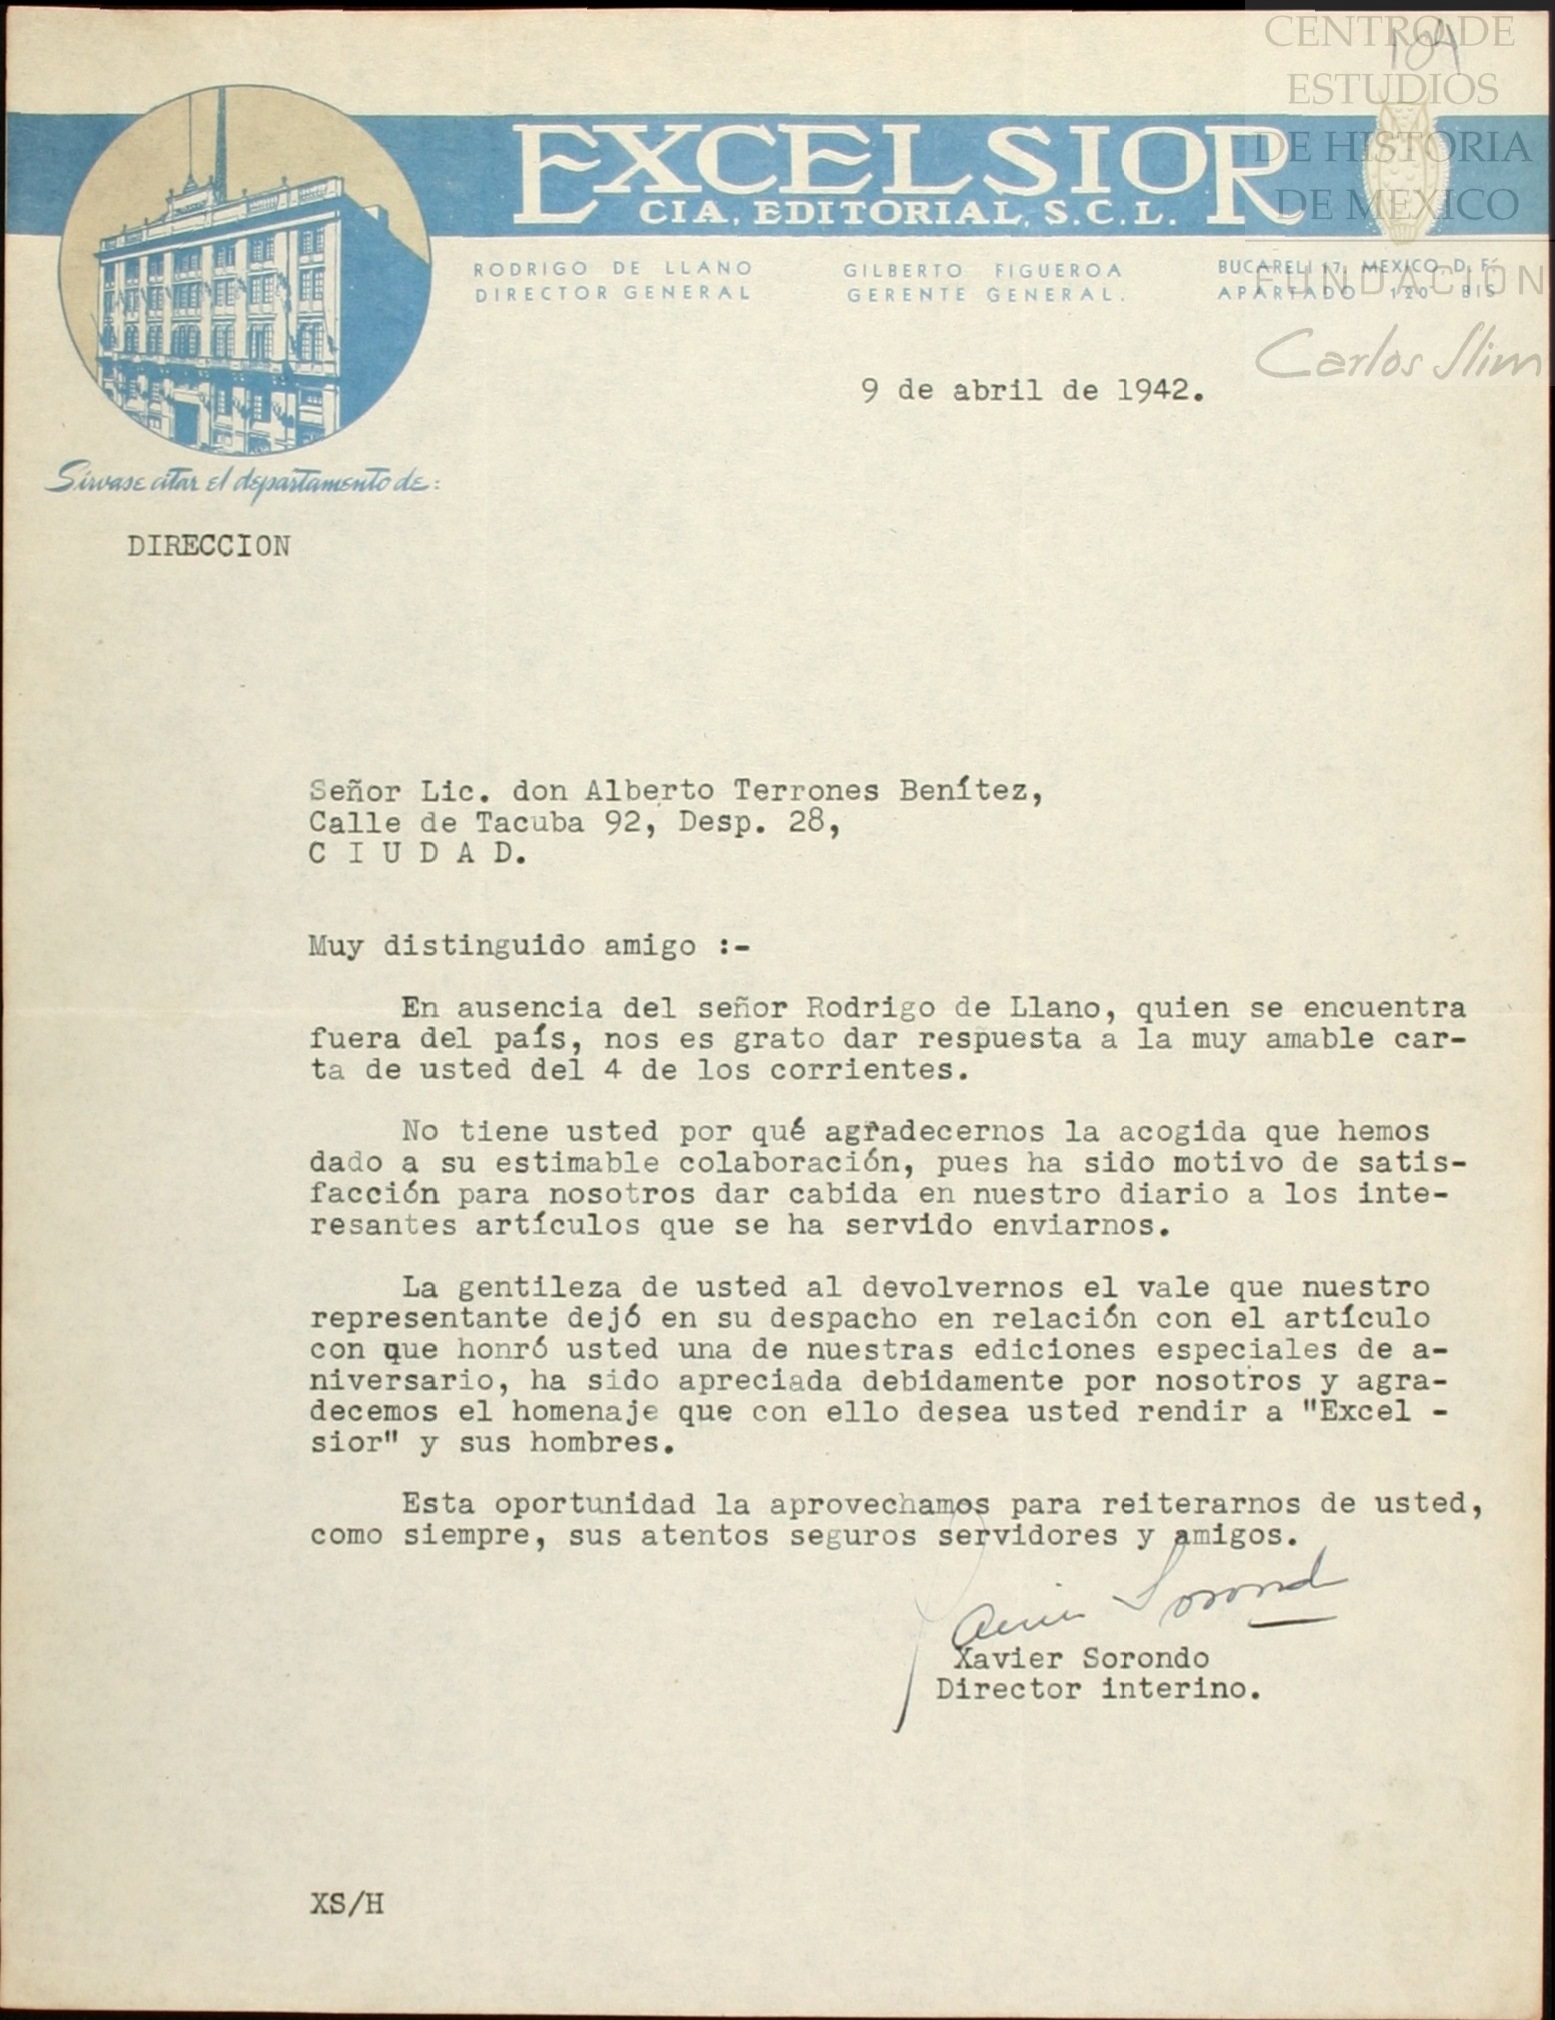 104
CENTRO DE
ESTUDIOS
DE HISTORIA
DE MEXICO
FUNDACION
Carlos Slim
EXCELSIOR
CIA. EDITORIAL, S.C.L.
RODRIGO DE LLANO
DIRECTOR GENERAL
GILBERTO FIGUEROA
GERENTE GENERAL.
BUCARELI 17, MEXICO, D. F.
APARTADO 120 BIS
9 de abril de 1942.
Sírvase citar el departamento de:
DIRECCION
Señor Lic. don Alberto Terrones Benítez,
Calle de Tacuba 92, Desp. 28,
C I U D A D.
Muy distinguido amigo :-
En ausencia del señor Rodrigo de Llano, quien se encuentra
fuera del país, nos es grato dar respuesta a la muy amable car-
ta de usted del 4 de los corrientes.
No tiene usted por qué agradecernos la acogida que hemos
dado a su estimable colaboración, pues ha sido motivo de satis-
facción para nosotros dar cabida en nuestro diario a los inte-
resantes artículos que se ha servido enviarnos.
La gentileza de usted al devolvernos el vale que nuestro
representante dejó en su despacho en relación con el artículo
con que honró usted una de nuestras ediciones especiales de a-
niversario, ha sido apreciada debidamente por nosotros y agra-
decemos el homenaje que con ello desea usted rendir a "Excel -
sior" y sus hombres.
Esta oportunidad la aprovechamos para reiterarnos de usted,
como siempre, sus atentos seguros servidores y amigos.
Xavier Sorondo
Xavier Sorondo
Director interino.
XS/H